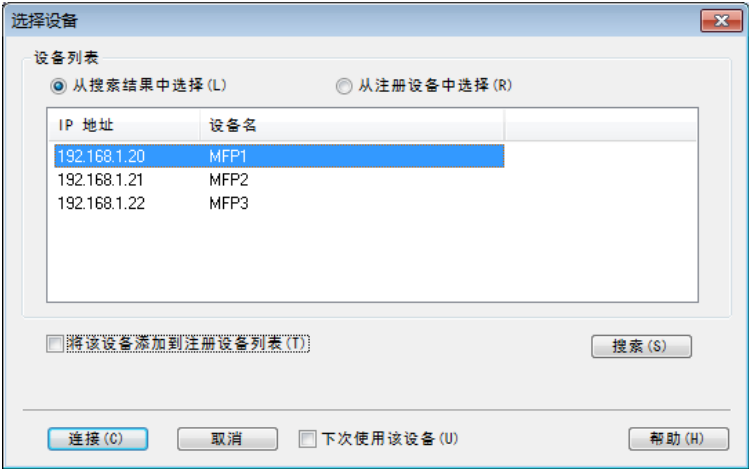 选择设备
设备列表
从搜索结果中选择(L) 从注册设备中选择(R)
IP 地址 设备名
192.168.1.20 MFP1
192.168.1.21 MFP2
192.168.1.22 MFP3
将该设备添加到注册设备列表(T) 搜索(S)
连接(C) 取消 下次使用该设备(U) 帮助(H)